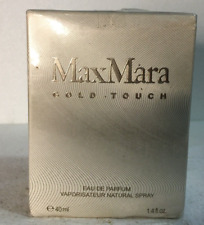 MaxMara
GOLD TOUCH
EAU DE PARFUM
VAPORISATEUR NATURAL SPRAY
e 40ml 1.4fl.oz